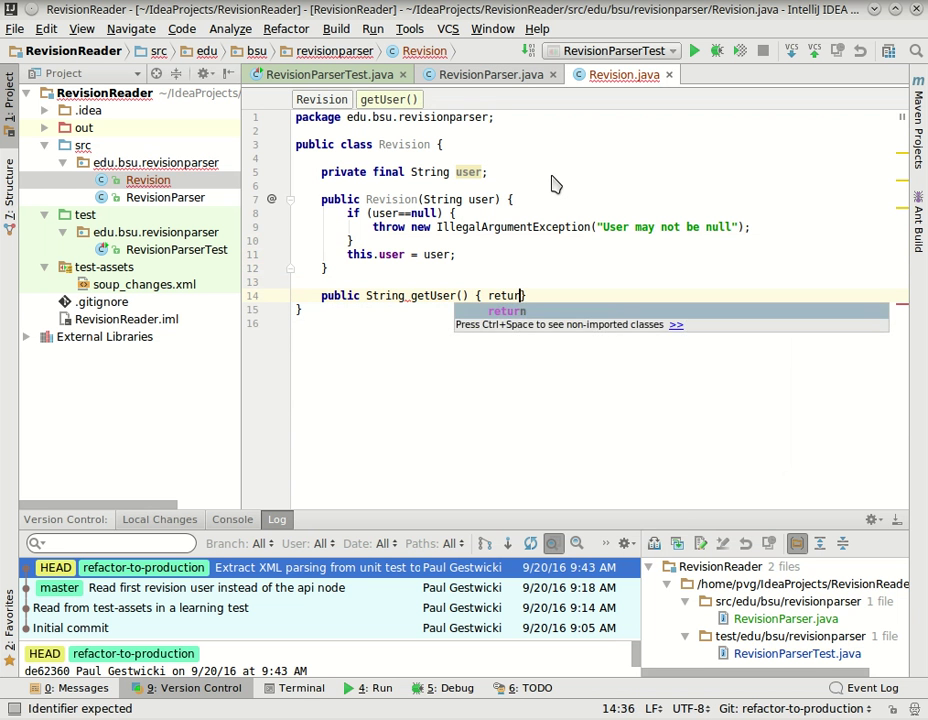 RevisionReader - [~/IdeaProjects/RevisionReader] - [RevisionReader] - ~/IdeaProjects/RevisionReader/src/edu/bsu/revisionparser/Revision.java - IntelliJ IDEA ...
File Edit View Navigate Code Analyze Refactor Build Run Tools VCS Window Help
RevisionReader src edu bsu revisionparser Revision RevisionParserTest VCS VCS
Project RevisionParserTest.java RevisionParser.java Revision.java
1: Project
7: Structure
2: Favorites
Maven Projects
Ant Build
RevisionReader ~/IdeaProjects/
.idea
out
src
edu.bsu.revisionparser
Revision
RevisionParser
test
edu.bsu.revisionparser
RevisionParserTest
test-assets
soup_changes.xml
.gitignore
RevisionReader.iml
External Libraries
Revision getUser()
1 package edu.bsu.revisionparser;
2
3 public class Revision {
4
5 private final String user;
6
7 @ public Revision(String user) {
8 if (user==null) {
9 throw new IllegalArgumentException("User may not be null");
10 }
11 this.user = user;
12 }
13
14 public String getUser() { retur}
15 }
16
return
Press Ctrl+Space to see non-imported classes >>
Version Control: Local Changes Console Log
Branch: All User: All Date: All Paths: All
HEAD refactor-to-production Extract XML parsing from unit test to Paul Gestwicki 9/20/16 9:43 AM
master Read first revision user instead of the api node Paul Gestwicki 9/20/16 9:18 AM
Read from test-assets in a learning test Paul Gestwicki 9/20/16 9:14 AM
Initial commit Paul Gestwicki 9/20/16 9:05 AM
HEAD refactor-to-production
de62360 Paul Gestwicki on 9/20/16 at 9:43 AM
RevisionReader 2 files
/home/pvg/IdeaProjects/RevisionReade
src/edu/bsu/revisionparser 1 file
RevisionParser.java
test/edu/bsu/revisionparser 1 file
RevisionParserTest.java
0: Messages 9: Version Control Terminal 4: Run 5: Debug 6: TODO Event Log
Identifier expected 14:36 LF UTF-8 Git: refactor-to-production